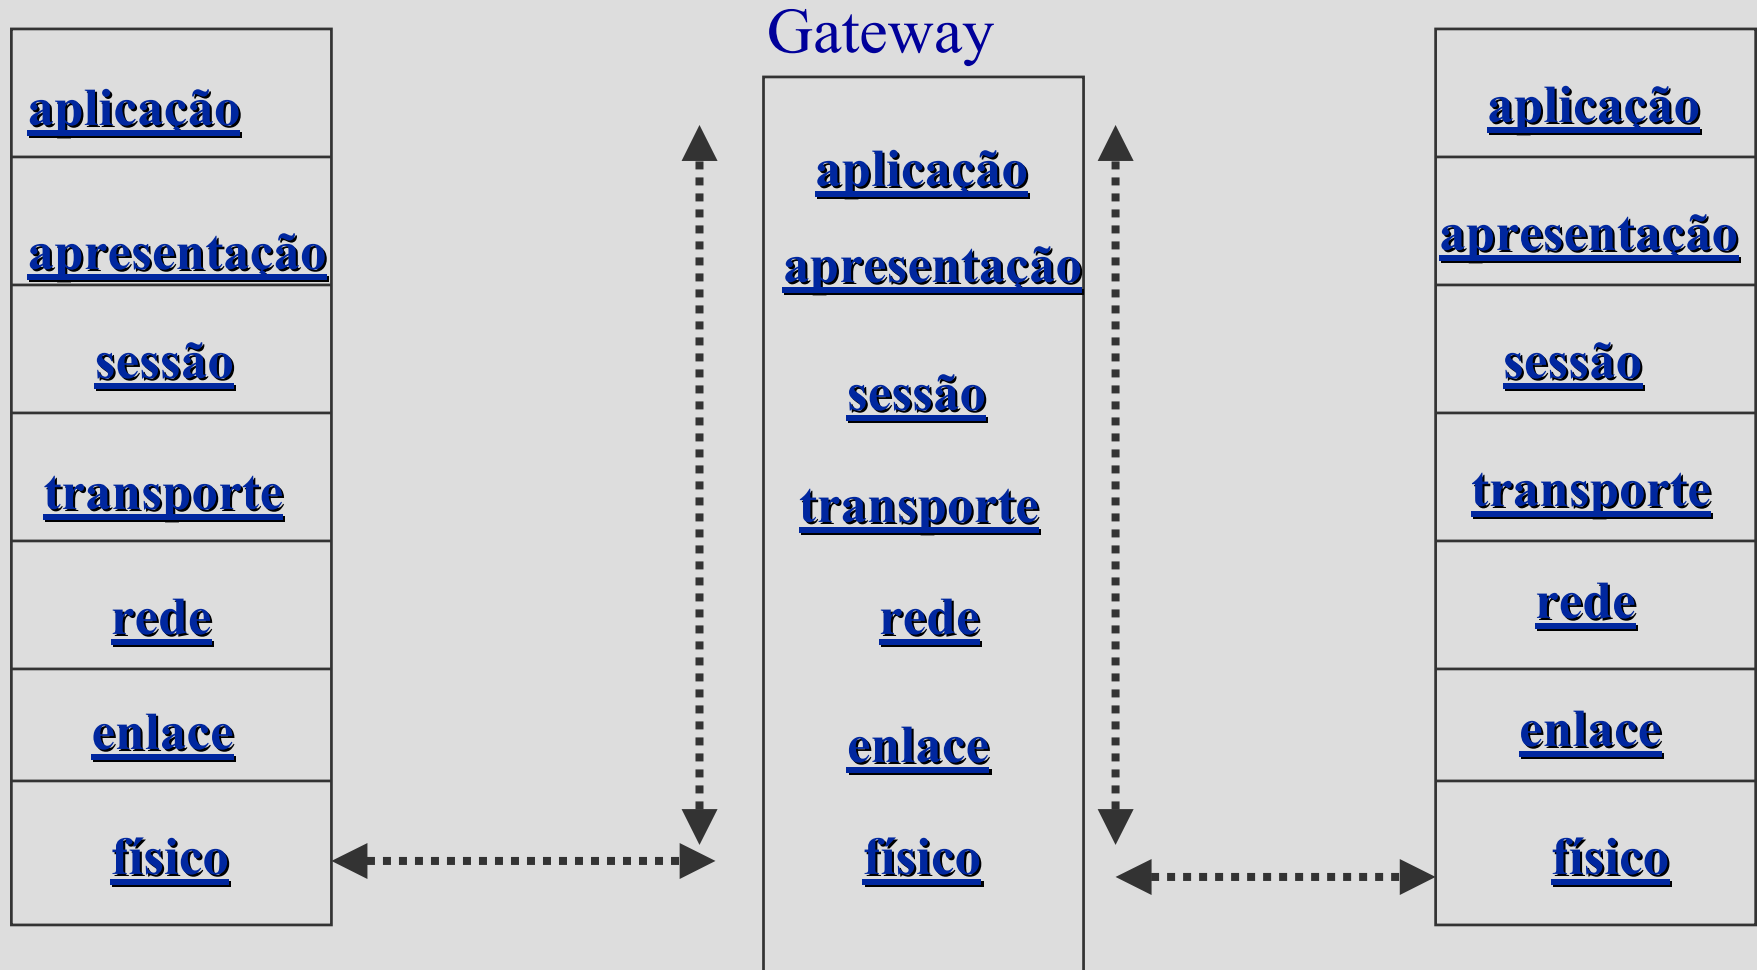 Gateway
aplicação
apresentação
sessão
transporte
rede
enlace
físico
aplicação
apresentação
sessão
transporte
rede
enlace
físico
aplicação
apresentação
sessão
transporte
rede
enlace
físico